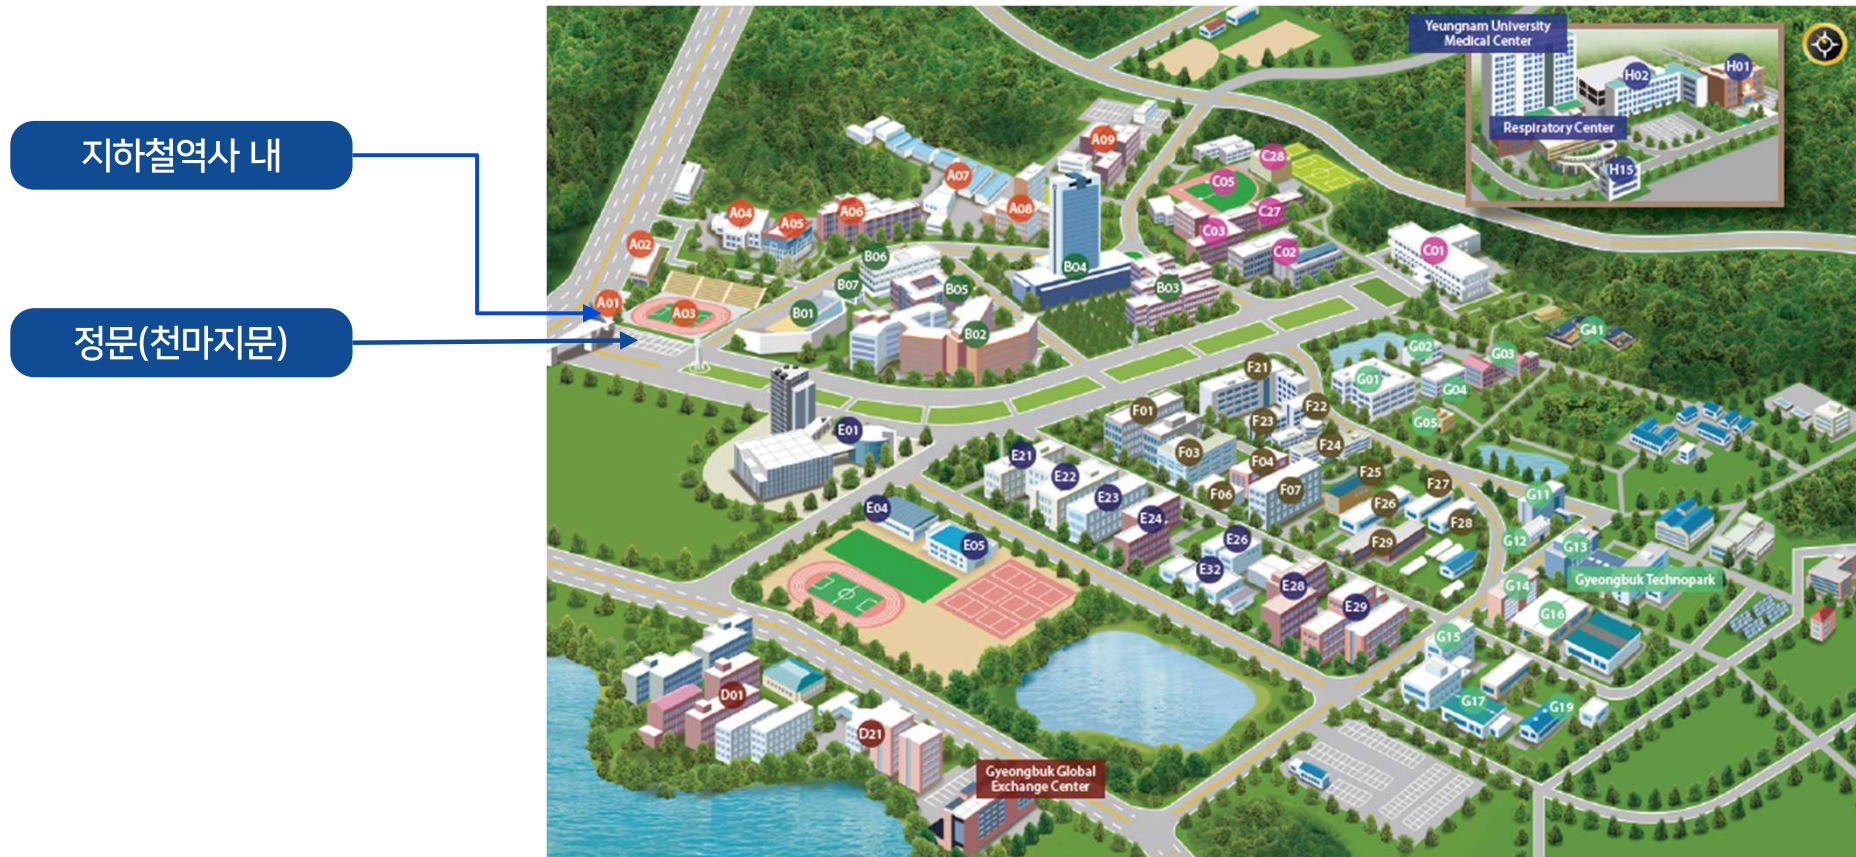 지하철역사 내
정문(천마지문)
Yeungnam University
Medical Center
N
H02
H01
Respiratory Center
H15
A09
C28
A07
C05
A08
C27
A04
A05
A06
C03
A02
C02
C01
B06
B04
B07
B05
B03
A01
A03
B01
B02
G41
G02
G03
F21
G01
G04
F01
F22
F23
G05
E01
F24
F03
E21
F04
E22
F25
F06
F07
F27
E23
F26
G11
E04
E24
F28
E05
E26
F29
G12
G13
E32
Gyeongbuk Technopark
E28
G14
E29
G16
G15
D01
G17
G19
D21
Gyeongbuk Global
Exchange Center